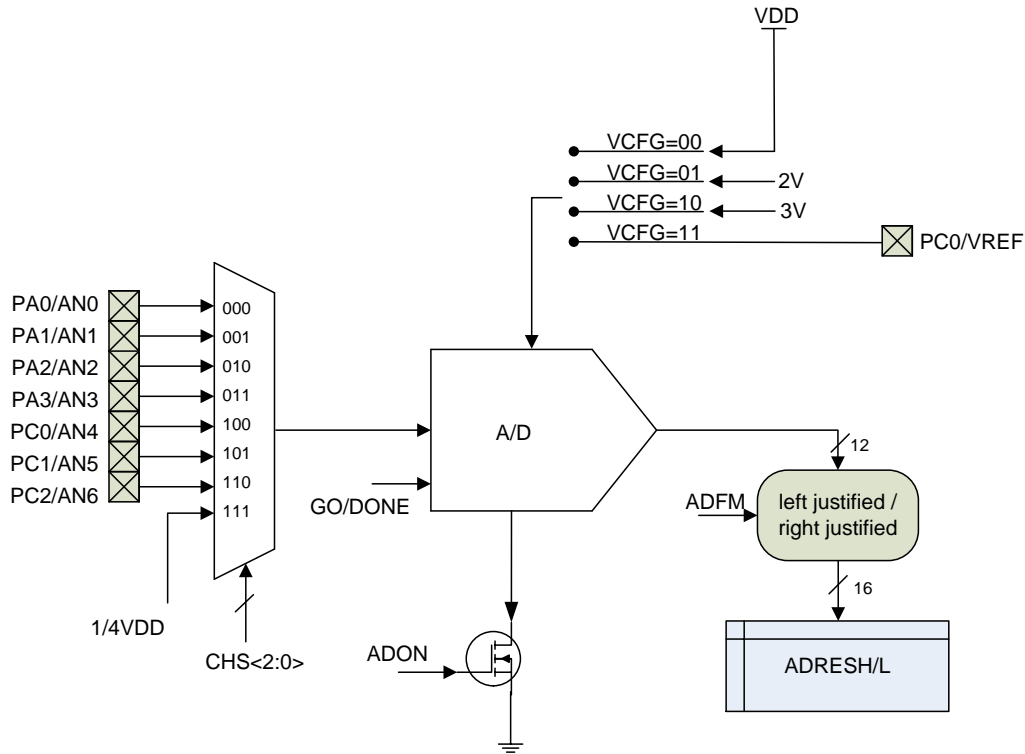 VDD
VCFG=00
VCFG=01
2V
VCFG=10
3V
VCFG=11
PC0/VREF
PA0/AN0
000
PA1/AN1
001
PA2/AN2
010
PA3/AN3
011
PC0/AN4
100
PC1/AN5
101
PC2/AN6
110
111
1/4VDD
CHS<2:0>
A/D
GO/DONE
ADON
12
ADFM
left justified /
right justified
16
ADRESH/L